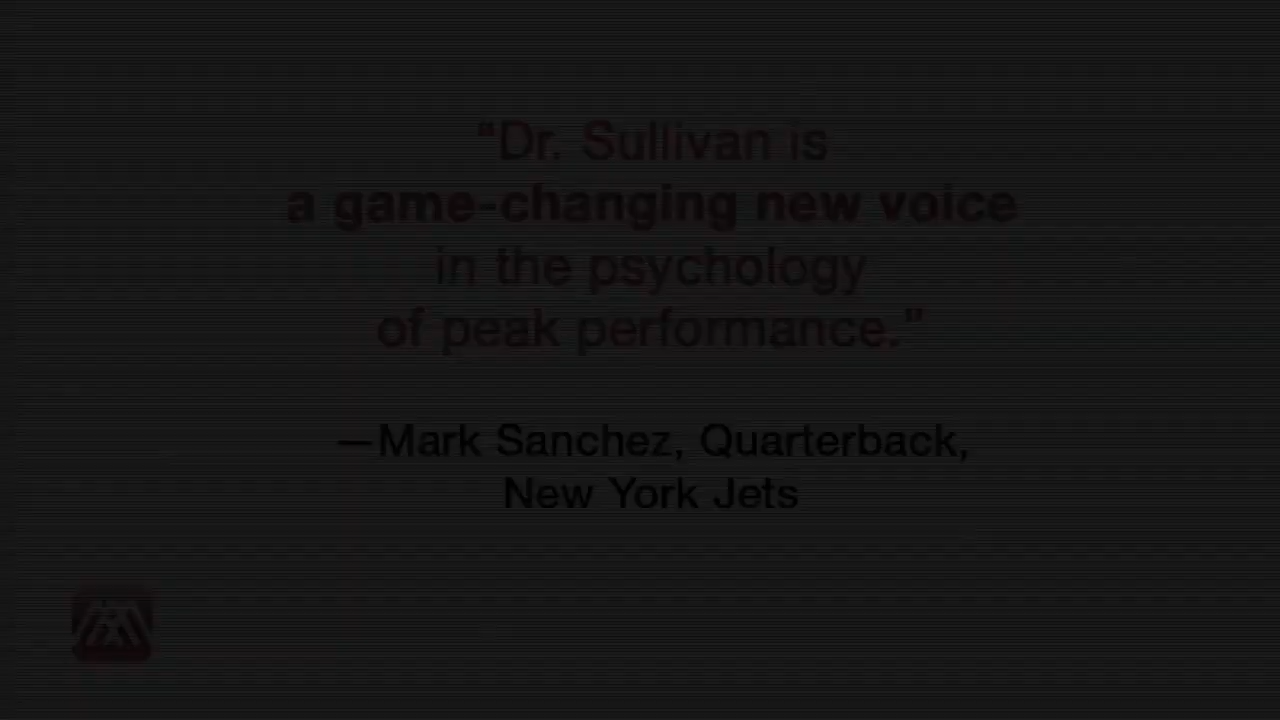 "Dr. Sullivan is
a game-changing new voice
in the psychology
of peak performance."
—Mark Sanchez, Quarterback,
New York Jets